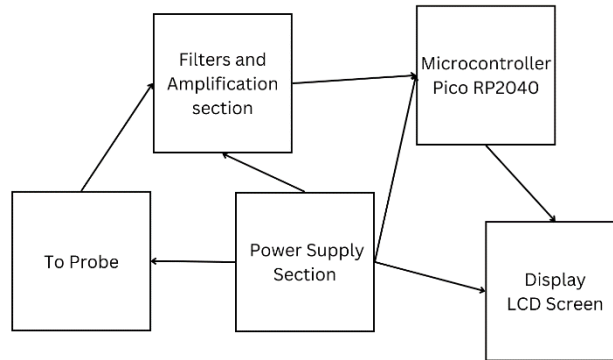 Filters and
Amplification
section
Microcontroller
Pico RP2040
To Probe
Power Supply
Section
Display
LCD Screen